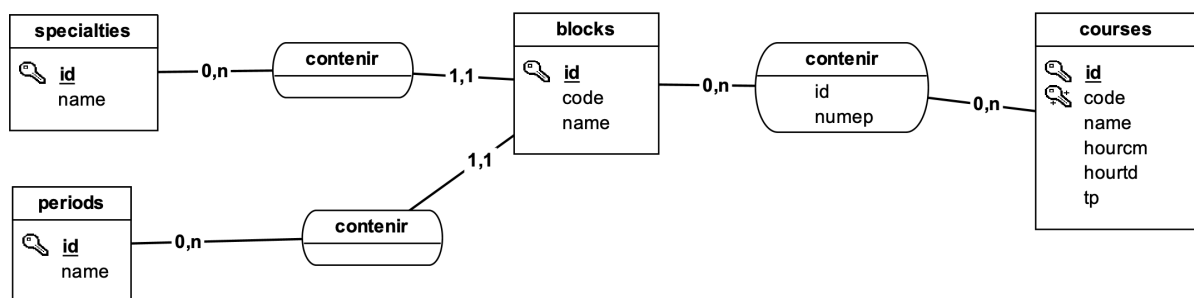 specialties
id
name
0,n
contenir
1,1
blocks
id
code
name
0,n
contenir
id
numep
0,n
courses
id
code
name
hourcm
hourtd
tp
periods
id
name
0,n
contenir
1,1